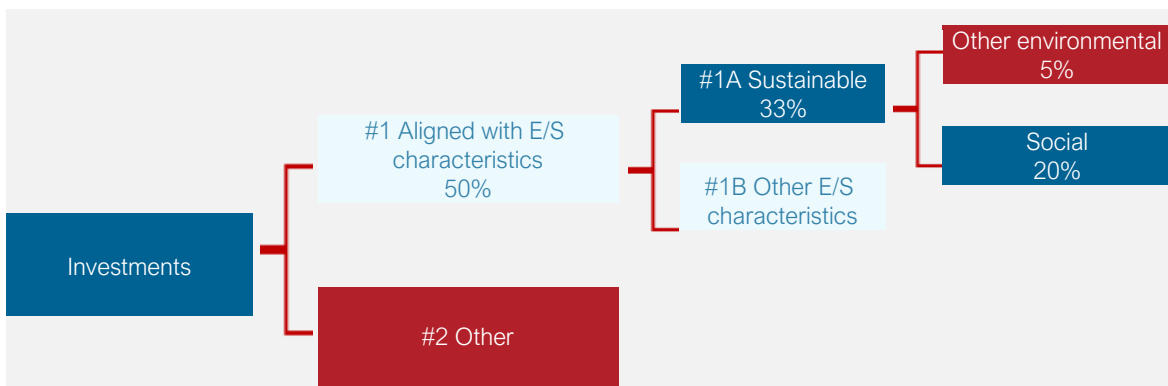 Investments
#1 Aligned with E/S
characteristics
50%
#2 Other
#1A Sustainable
33%
#1B Other E/S
characteristics
Other environmental
5%
Social
20%